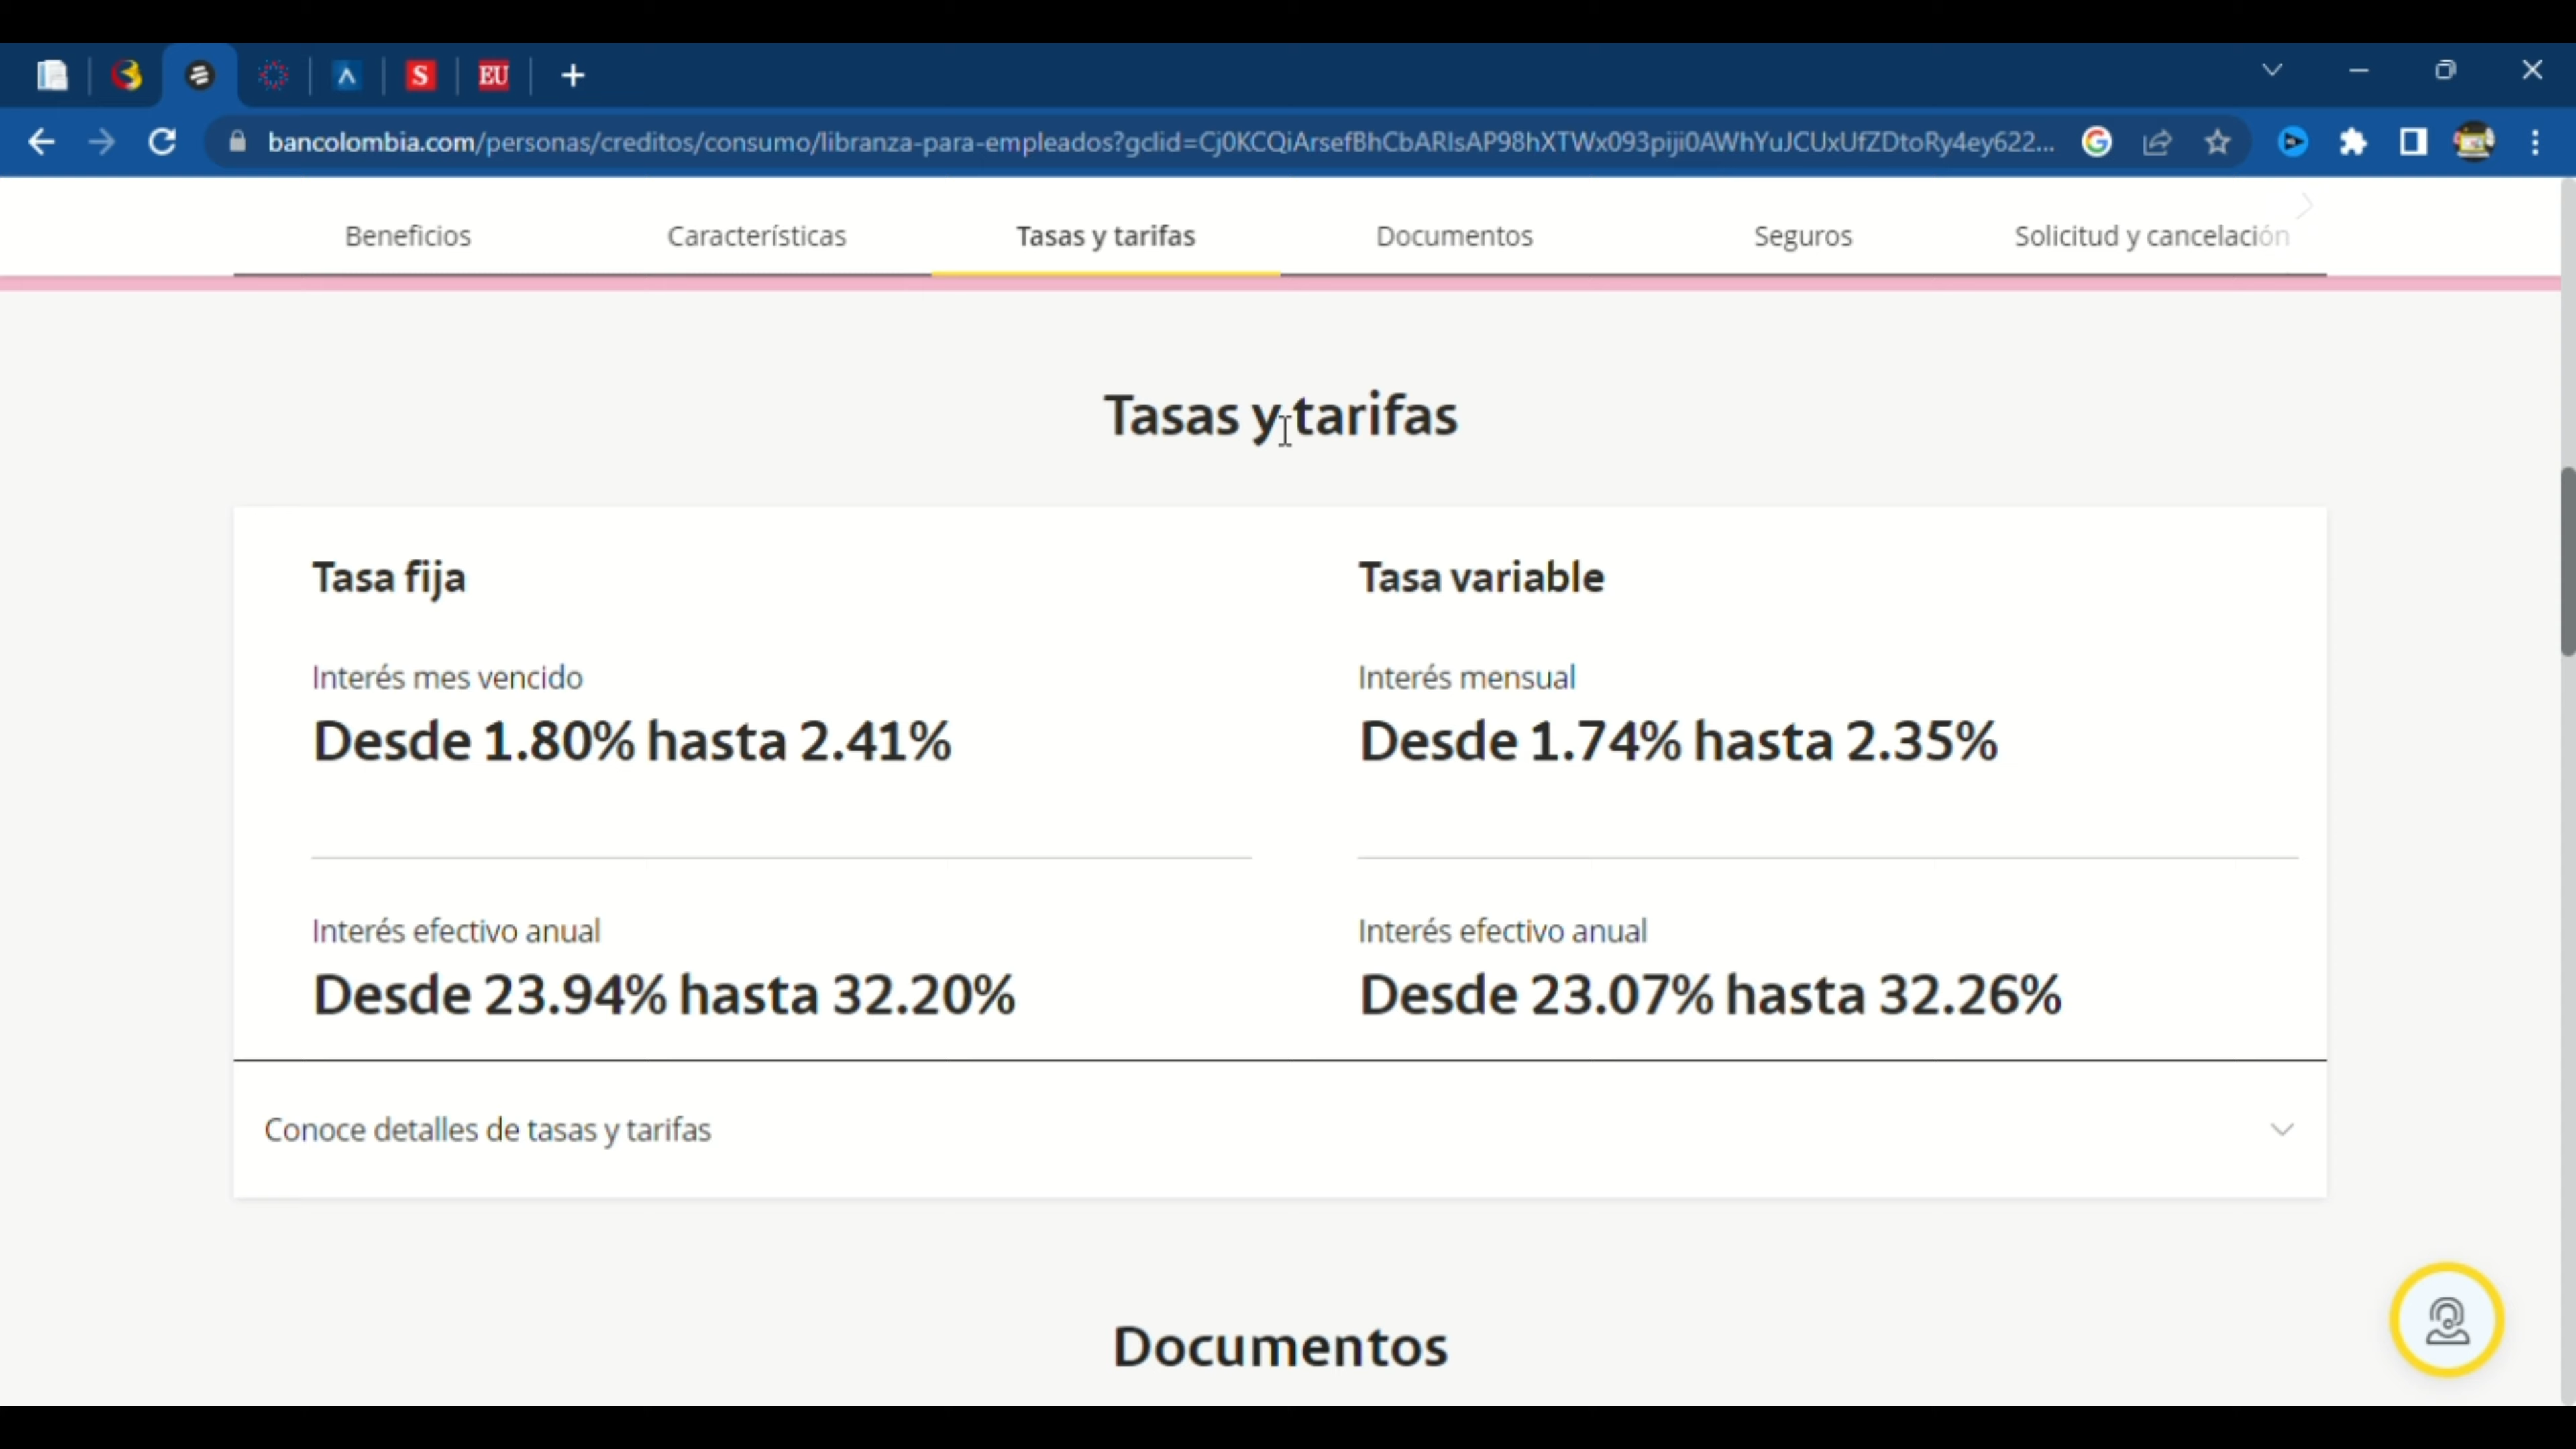 S EU
bancolombia.com/personas/creditos/consumo/libranza-para-empleados?gclid=Cj0KCQiArsefBhCbARIsAP98hXTWx093piji0AWhYuJCUxUfZDtoRy4ey622...
Beneficios Características Tasas y tarifas Documentos Seguros Solicitud y cancelación
Tasas y tarifas
Tasa fija Tasa variable
Interés mes vencido Interés mensual
Desde 1.80% hasta 2.41% Desde 1.74% hasta 2.35%
Interés efectivo anual Interés efectivo anual
Desde 23.94% hasta 32.20% Desde 23.07% hasta 32.26%
Conoce detalles de tasas y tarifas
Documentos